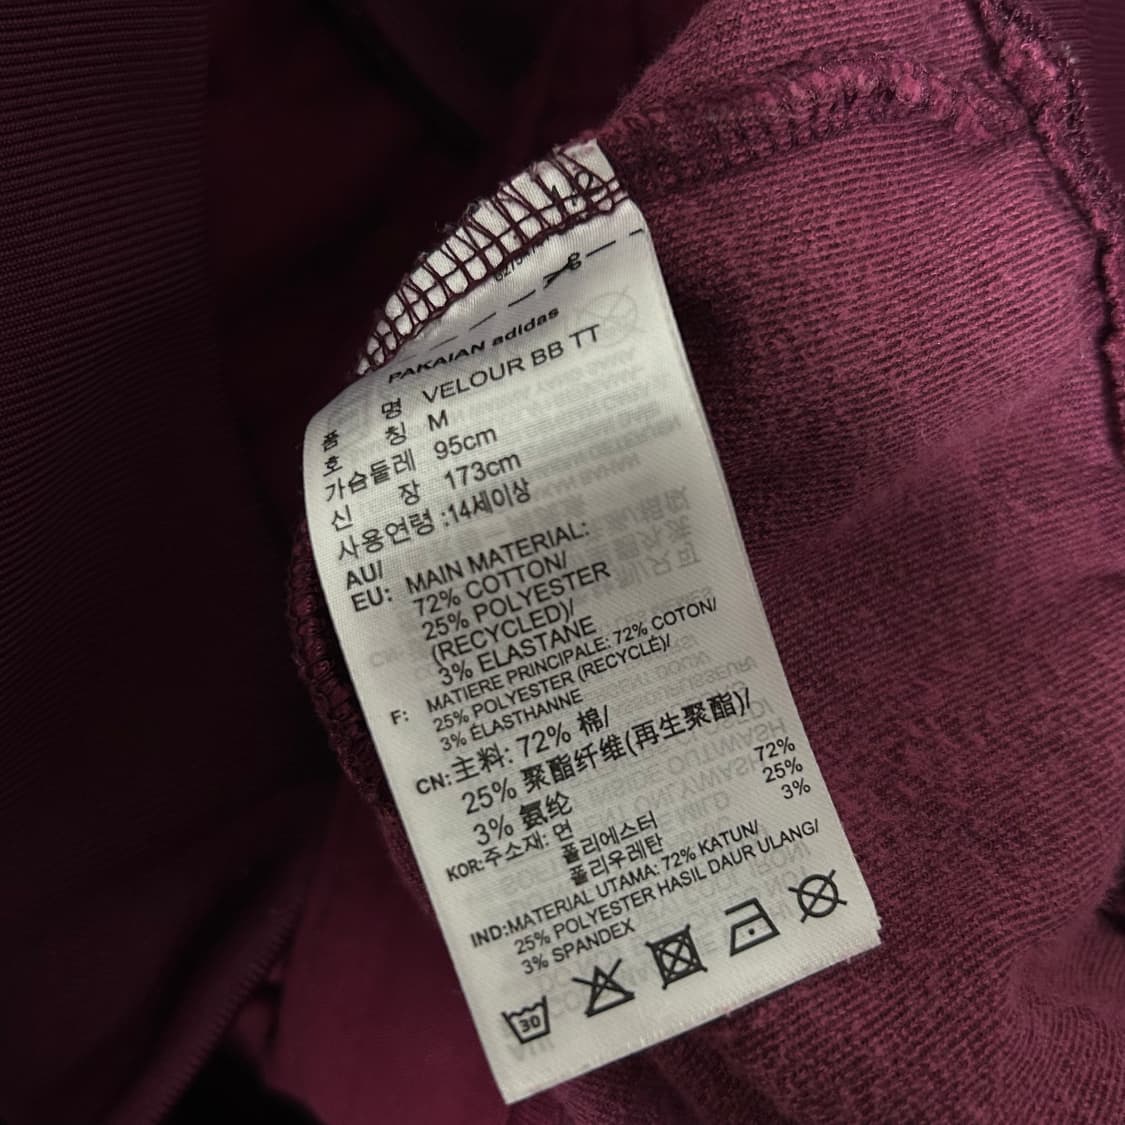 PAKAIAN adidas
품 명 VELOUR BB TT
호 칭 M
가슴둘레 95cm
신 장 173cm
사용연령 :14세이상
AU/
EU: MAIN MATERIAL:
72% COTTON/
25% POLYESTER
(RECYCLED)/
3% ELASTANE
F: MATIERE PRINCIPALE: 72% COTON/
25% POLYESTER (RECYCLÉ)/
3% ÉLASTHANNE
CN:主料: 72% 棉/
25% 聚酯纤维(再生聚酯)/
3% 氨纶
KOR:주소재: 면 72%
폴리에스터 25%
폴리우레탄 3%
IND:MATERIAL UTAMA: 72% KATUN/
25% POLYESTER HASIL DAUR ULANG/
3% SPANDEX
30